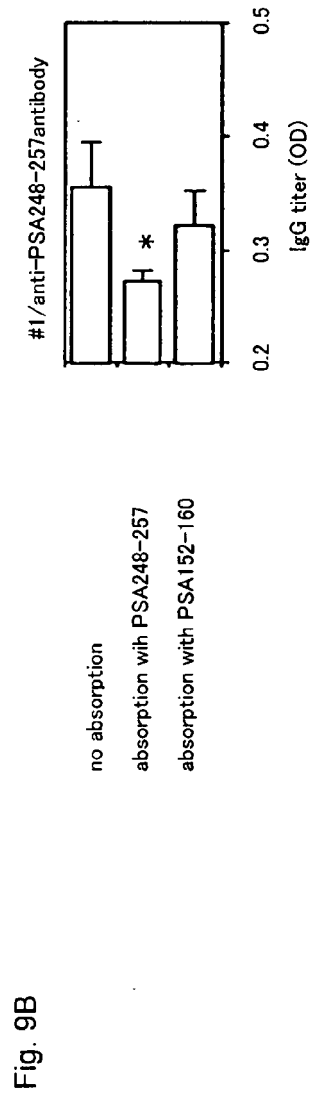 Fig. 9B
#1/anti-PSA248-257antibody
no absorption
absorption wih PSA248-257
*
absorption with PSA152-160
0.2 0.3 0.4 0.5
IgG titer (OD)